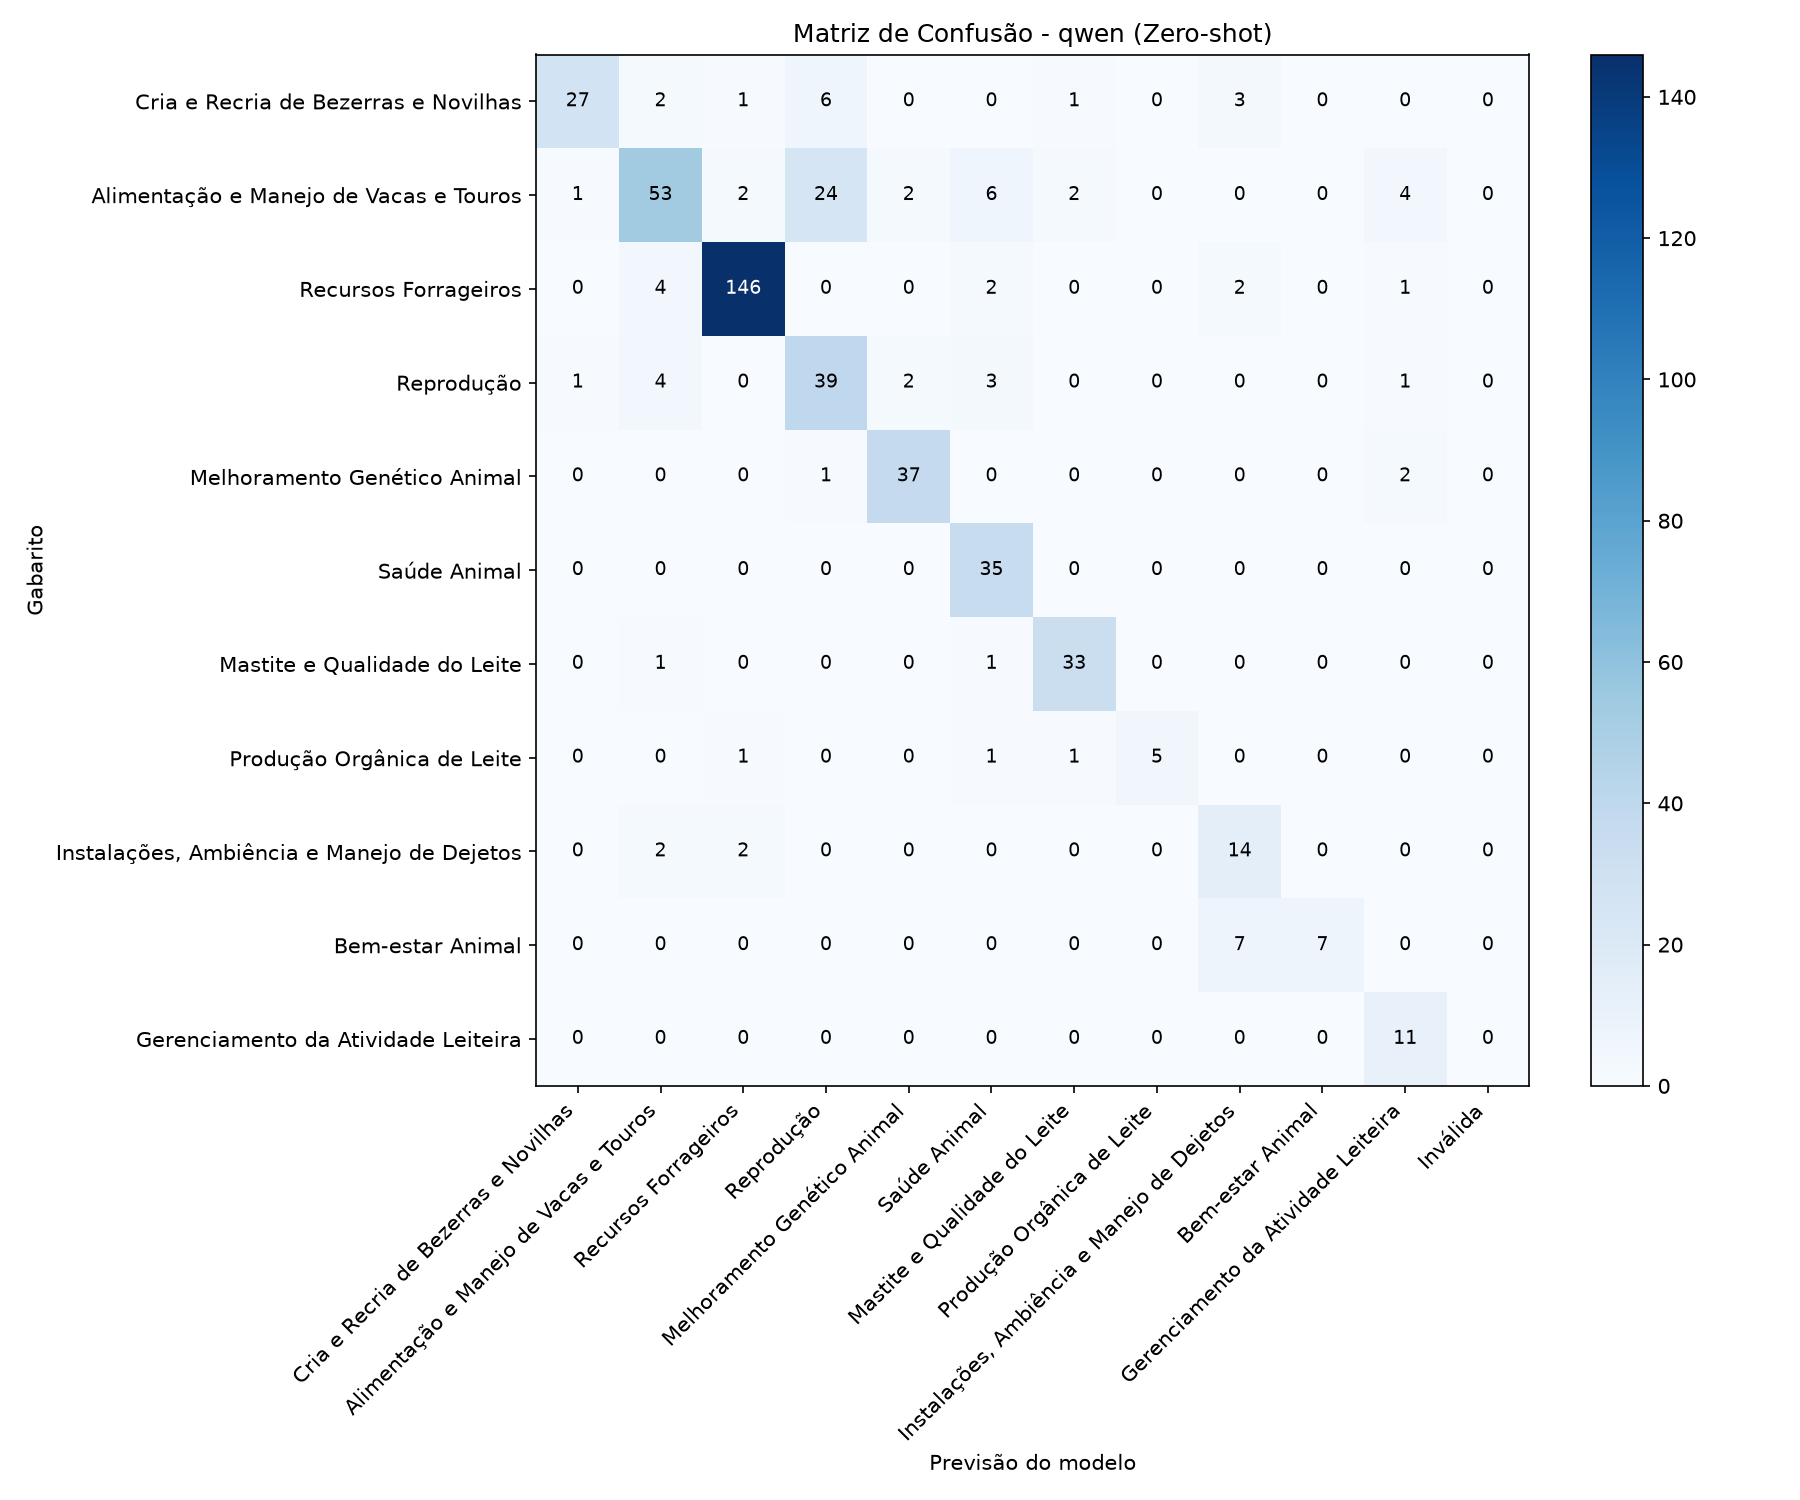 Matriz de Confusão - qwen (Zero-shot)
Cria e Recria de Bezerras e Novilhas 27 2 1 6 0 0 1 0 3 0 0 0
Alimentação e Manejo de Vacas e Touros 1 53 2 24 2 6 2 0 0 0 4 0
Recursos Forrageiros 0 4 146 0 0 2 0 0 2 0 1 0
Reprodução 1 4 0 39 2 3 0 0 0 0 1 0
Melhoramento Genético Animal 0 0 0 1 37 0 0 0 0 0 2 0
Saúde Animal 0 0 0 0 0 35 0 0 0 0 0 0
Mastite e Qualidade do Leite 0 1 0 0 0 1 33 0 0 0 0 0
Produção Orgânica de Leite 0 0 1 0 0 1 1 5 0 0 0 0
Instalações, Ambiência e Manejo de Dejetos 0 2 2 0 0 0 0 0 14 0 0 0
Bem-estar Animal 0 0 0 0 0 0 0 0 7 7 0 0
Gerenciamento da Atividade Leiteira 0 0 0 0 0 0 0 0 0 0 11 0
Gabarito
Cria e Recria de Bezerras e Novilhas
Alimentação e Manejo de Vacas e Touros
Recursos Forrageiros
Reprodução
Melhoramento Genético Animal
Saúde Animal
Mastite e Qualidade do Leite
Produção Orgânica de Leite
Instalações, Ambiência e Manejo de Dejetos
Bem-estar Animal
Gerenciamento da Atividade Leiteira
Inválida
Previsão do modelo
140
120
100
80
60
40
20
0